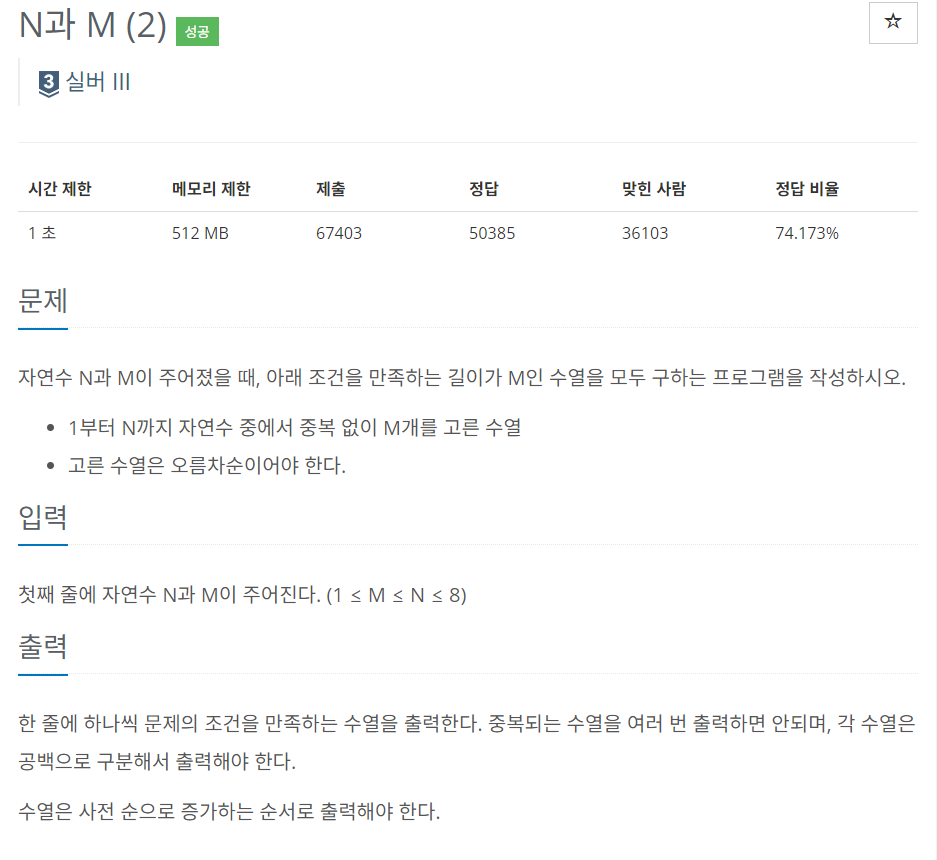 N과 M (2) 성공
☆
3 실버 III
시간 제한 메모리 제한 제출 정답 맞힌 사람 정답 비율
1 초 512 MB 67403 50385 36103 74.173%
문제
자연수 N과 M이 주어졌을 때, 아래 조건을 만족하는 길이가 M인 수열을 모두 구하는 프로그램을 작성하시오.
• 1부터 N까지 자연수 중에서 중복 없이 M개를 고른 수열
• 고른 수열은 오름차순이어야 한다.
입력
첫째 줄에 자연수 N과 M이 주어진다. (1 ≤ M ≤ N ≤ 8)
출력
한 줄에 하나씩 문제의 조건을 만족하는 수열을 출력한다. 중복되는 수열을 여러 번 출력하면 안되며, 각 수열은
공백으로 구분해서 출력해야 한다.
수열은 사전 순으로 증가하는 순서로 출력해야 한다.